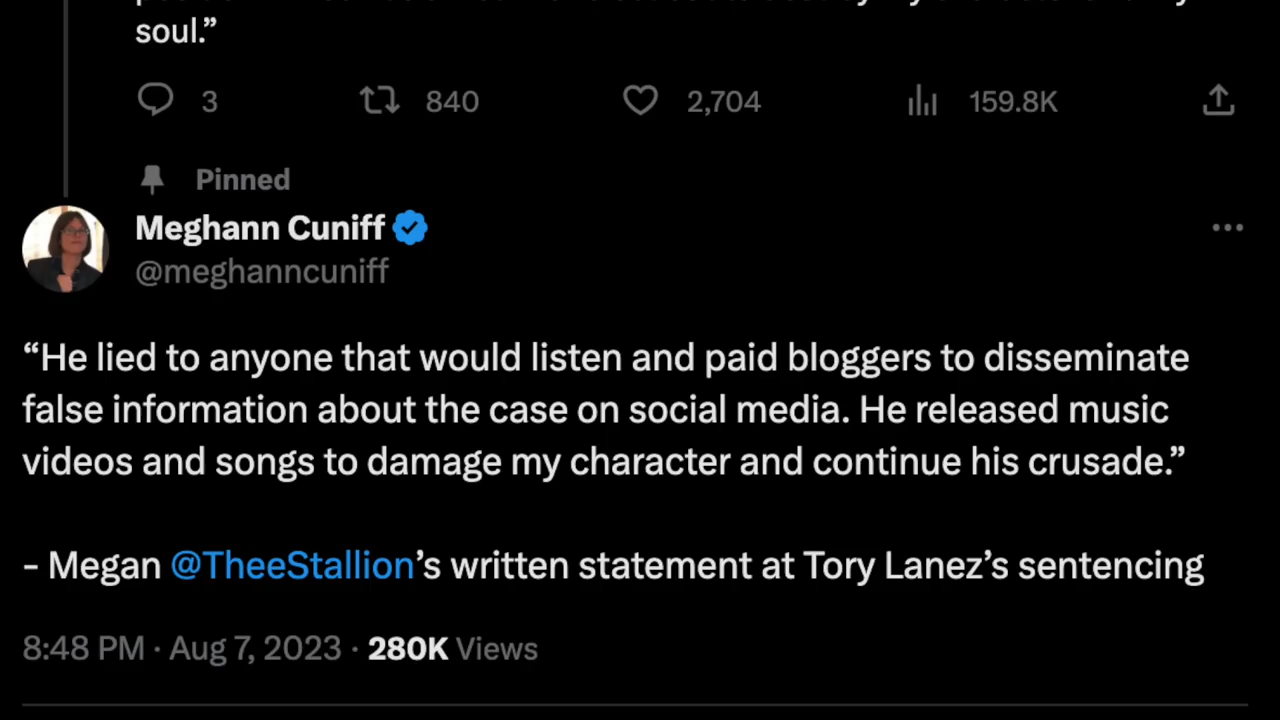 soul.”
3 840 2,704 159.8K
Pinned
Meghann Cuniff
@meghanncuniff
“He lied to anyone that would listen and paid bloggers to disseminate
false information about the case on social media. He released music
videos and songs to damage my character and continue his crusade.”
– Megan @TheeStallion’s written statement at Tory Lanez’s sentencing
8:48 PM · Aug 7, 2023 · 280K Views